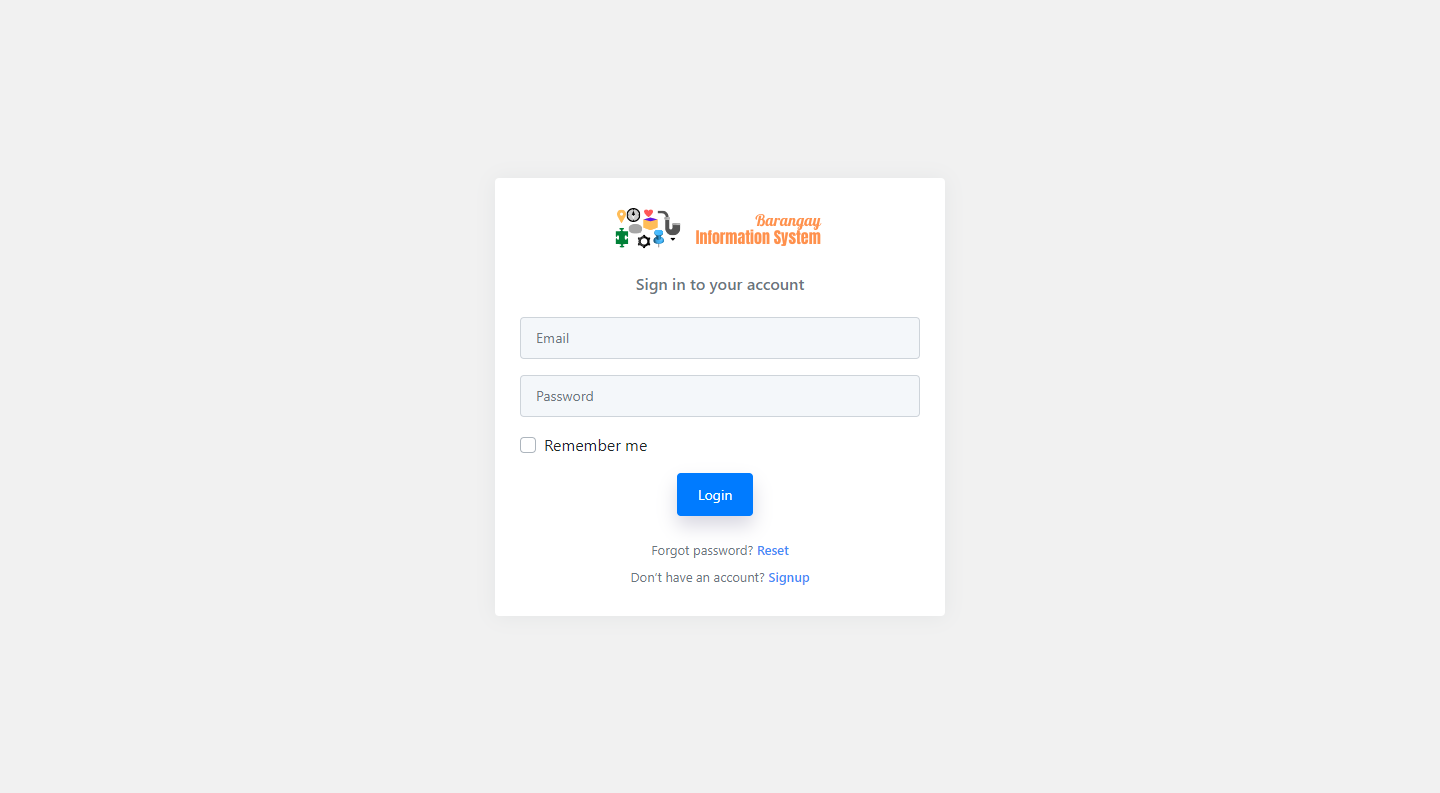 Barangay
Information System
Sign in to your account
Email
Password
Remember me
Login
Forgot password? Reset
Don't have an account? Signup